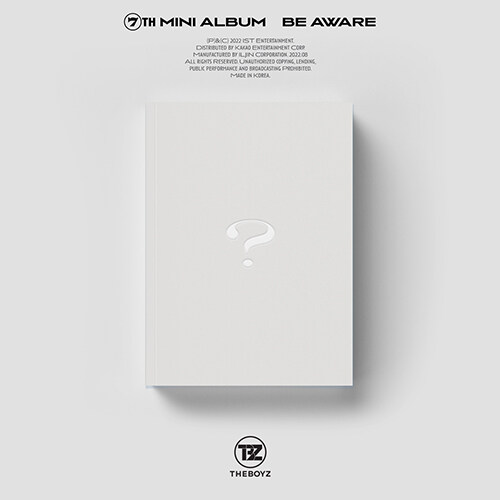 7TH MINI ALBUM BE AWARE
(P)&(C) 2022 IST ENTERTAINMENT.
DISTRIBUTED BY KAKAO ENTERTAINMENT CORP.
MANUFACTURED BY ILJIN CORPORATION. 2022.08
ALL RIGHTS RESERVED. UNAUTHORIZED COPYING, LENDING,
PUBLIC PERFORMANCE AND BROADCASTING PROHIBITED.
MADE IN KOREA.
?
TBZ
THEBOYZ